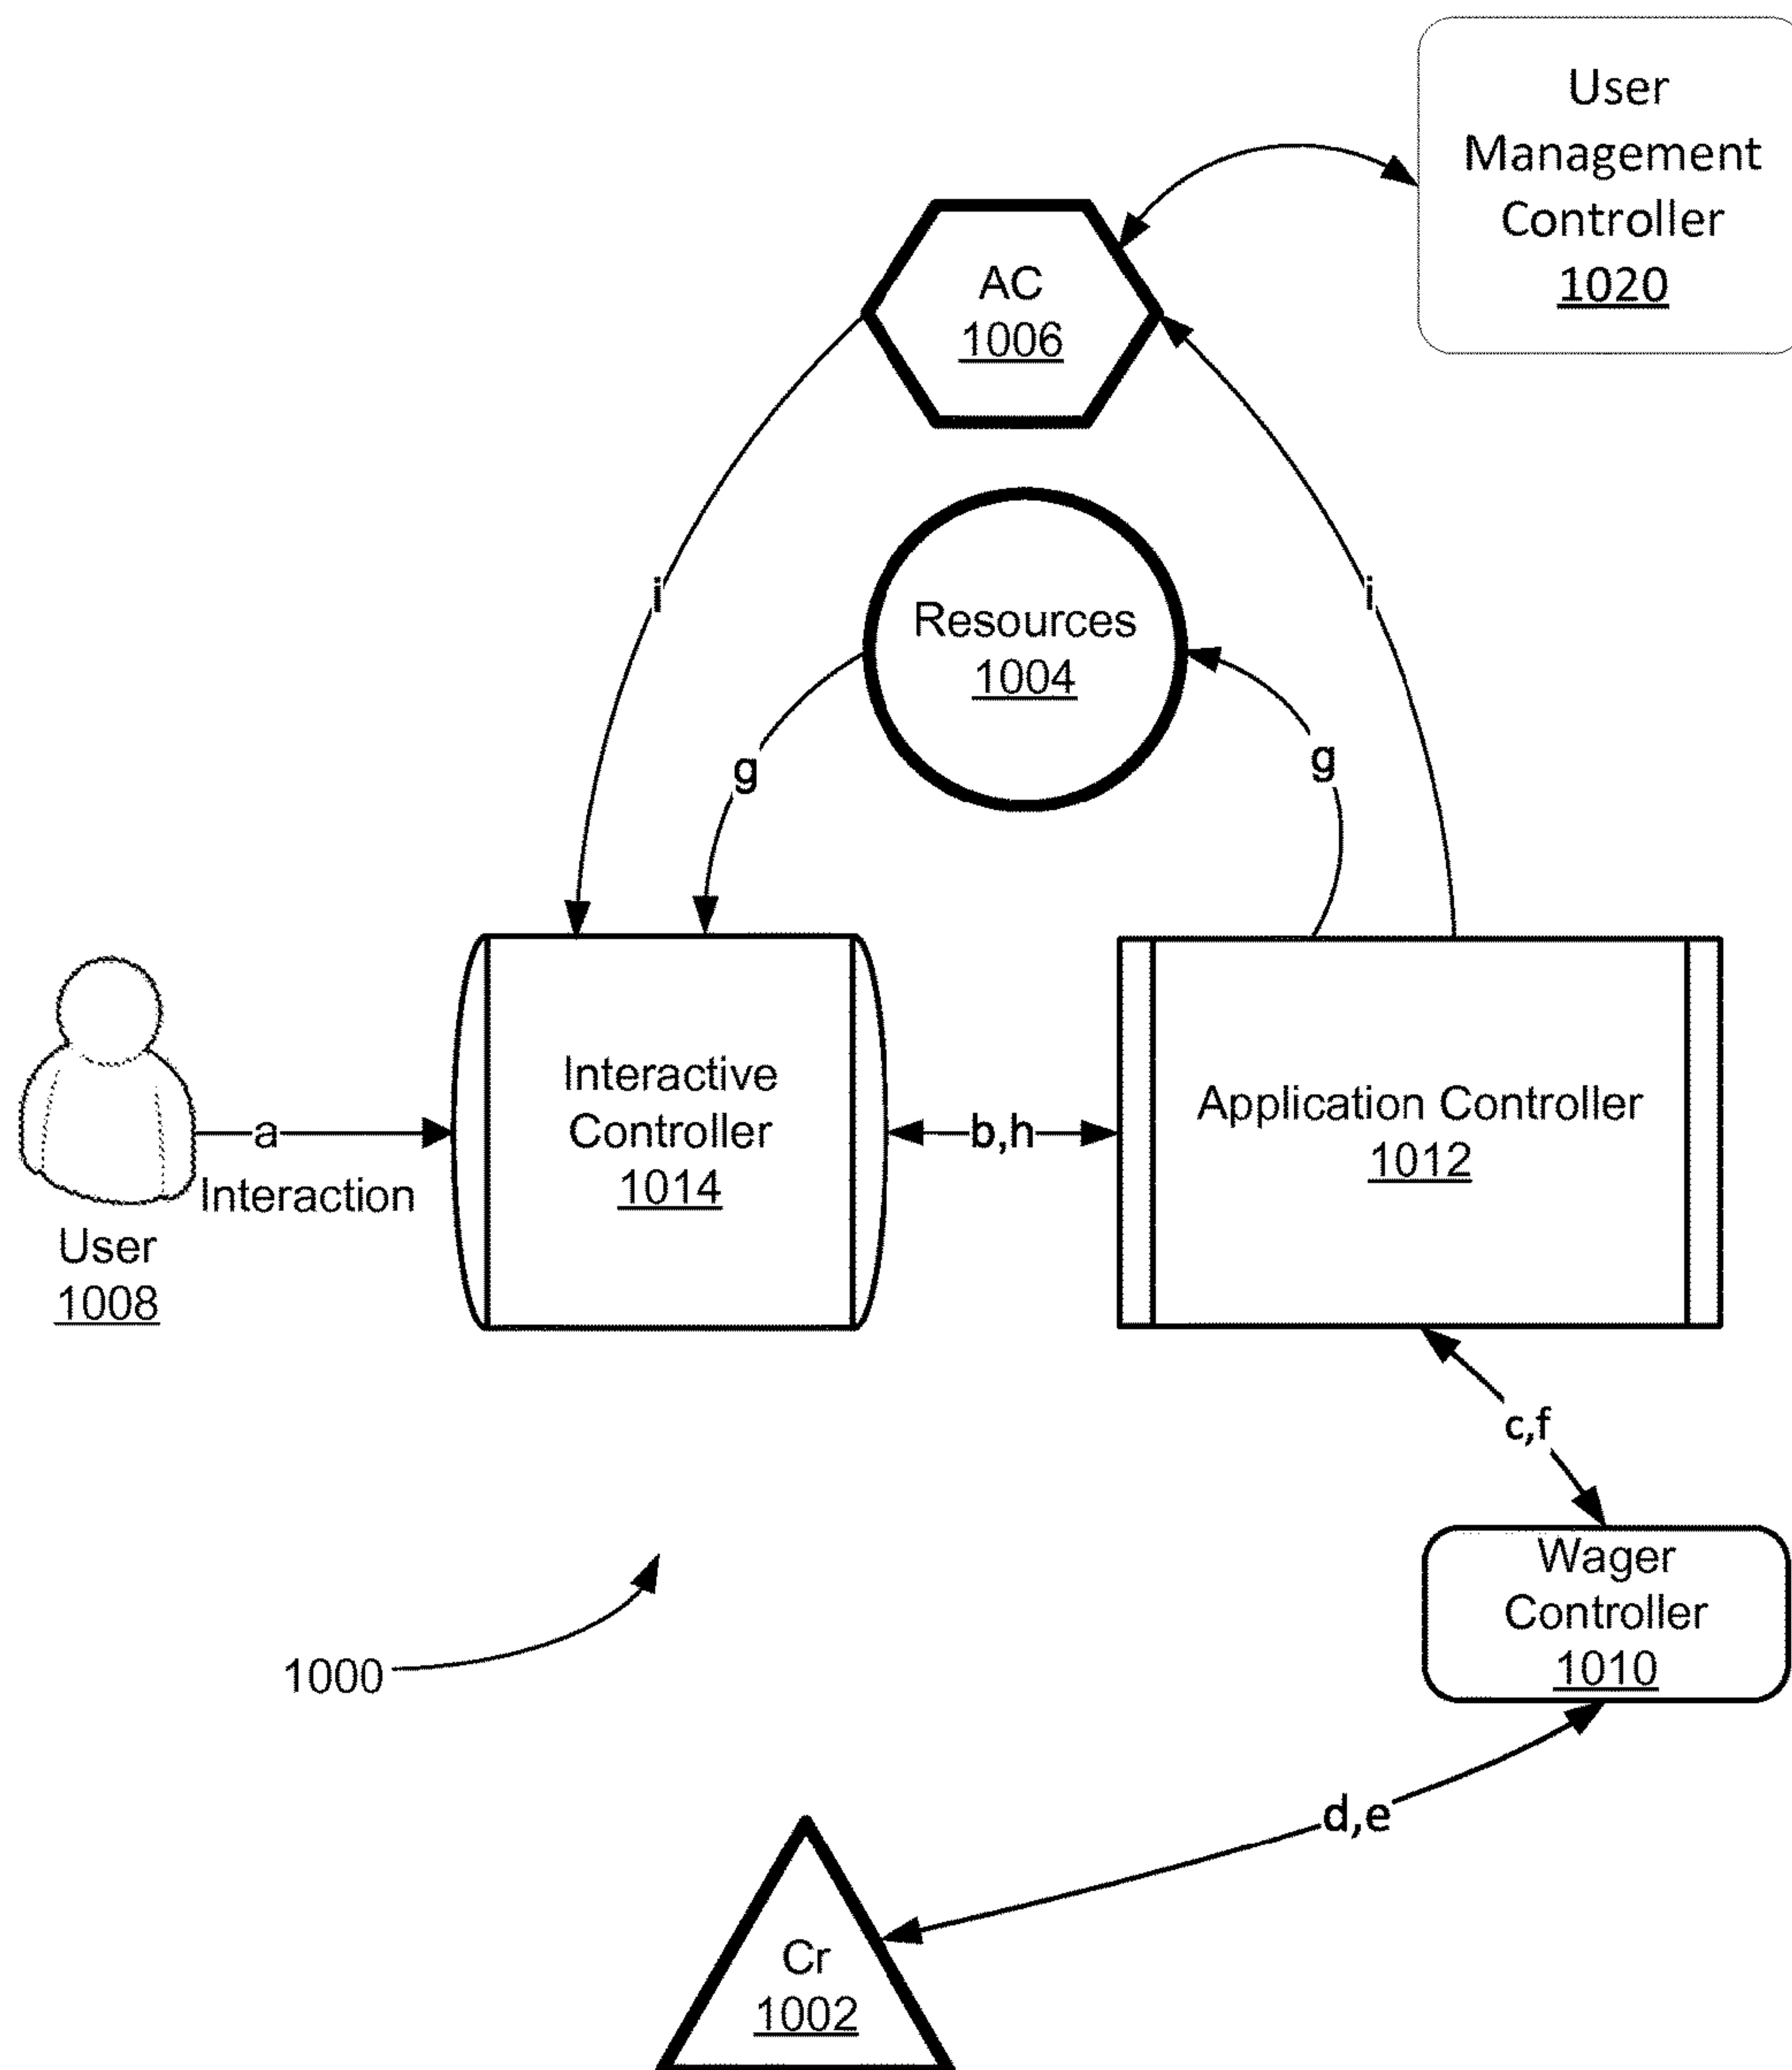 User
Management
Controller
1020
AC
1006
i
i
Resources
1004
g
g
Interactive
Controller
1014
Application Controller
1012
a
b,h
Interaction
User
1008
c,f
Wager
Controller
1010
1000
d,e
Cr
1002